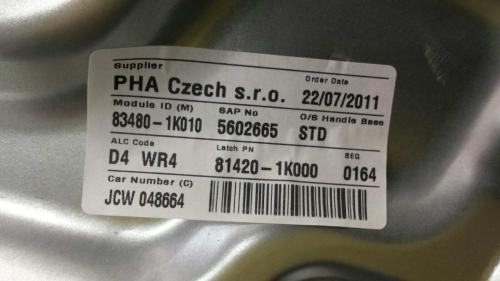 Supplier Order Date
PHA Czech s.r.o. 22/07/2011
Module ID (M) SAP No O/S Handle Base
83480-1K010 5602665 STD
ALC Code Latch PN SEQ
D4 WR4 81420-1K000 0164
Car Number (C)
JCW 048664